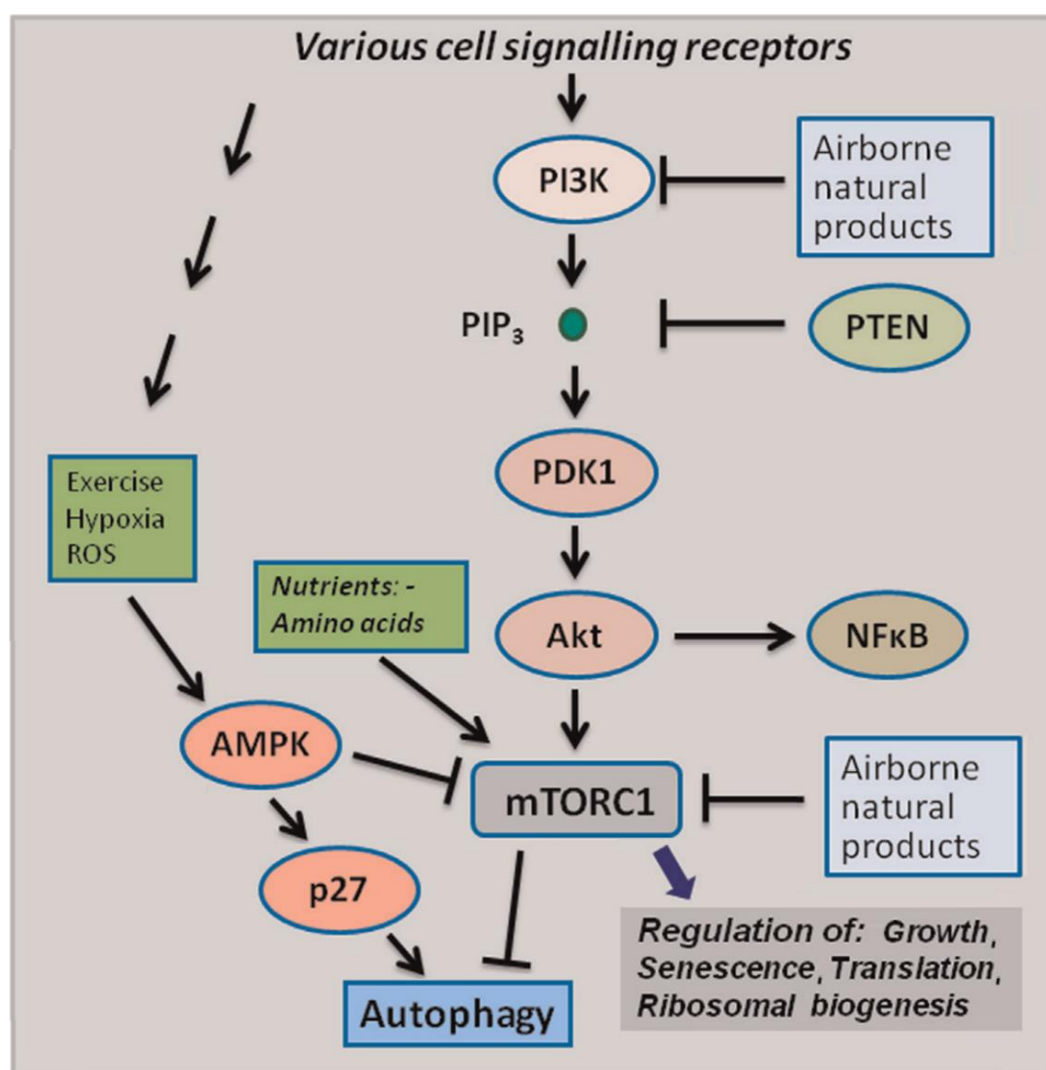 Various cell signalling receptors
Airborne
natural
products
PI3K
PIP₃
PTEN
PDK1
Exercise
Hypoxia
ROS
Nutrients: -
Amino acids
Akt
NFκB
AMPK
mTORC1
Airborne
natural
products
p27
Regulation of: Growth,
Senescence, Translation,
Ribosomal biogenesis
Autophagy